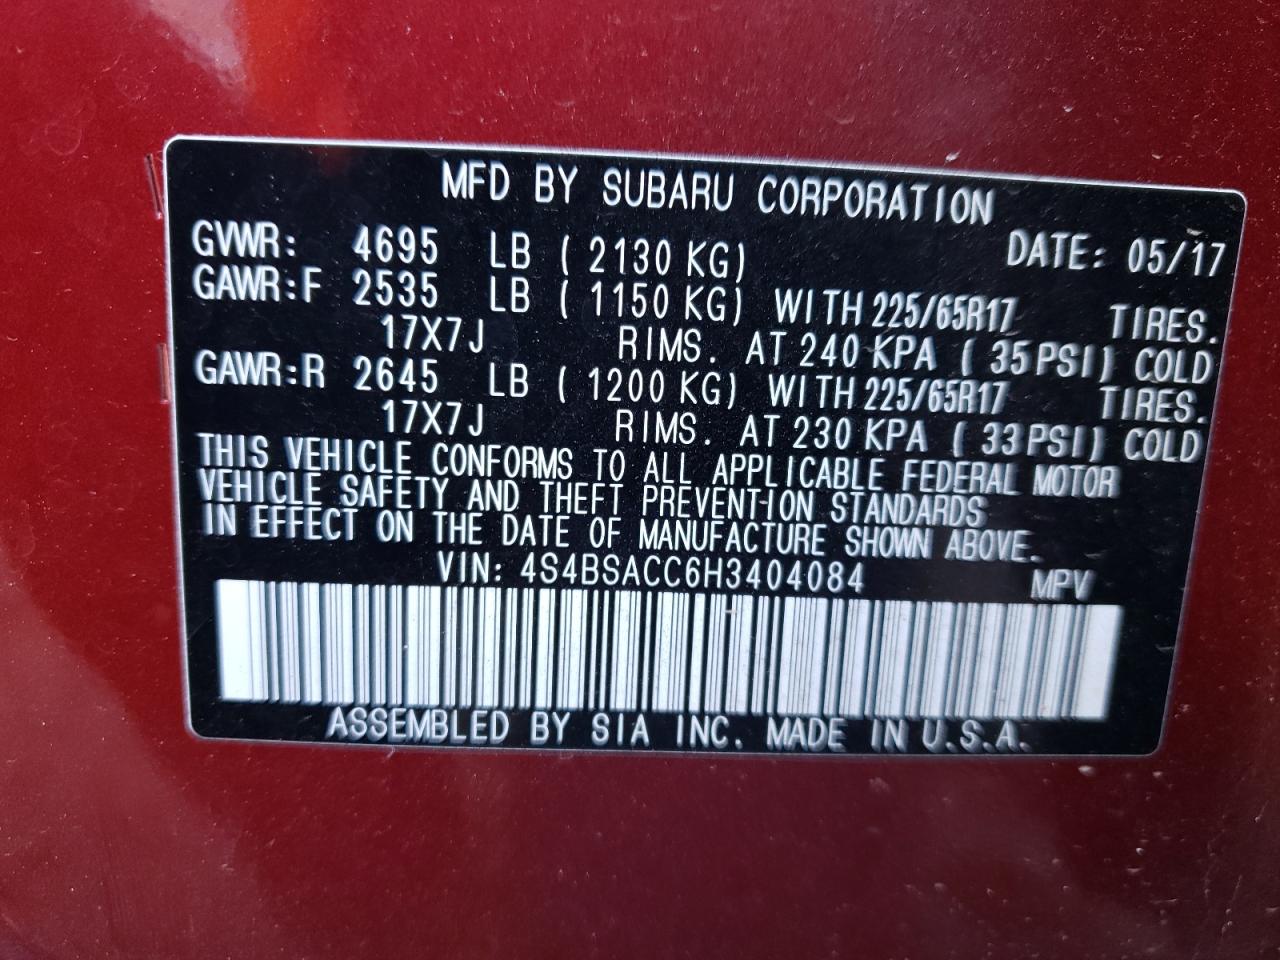 MFD BY SUBARU CORPORATION
GVWR: 4695 LB ( 2130 KG) DATE: 05/17
GAWR:F 2535 LB ( 1150 KG) WITH 225/65R17 TIRES.
17X7J RIMS. AT 240 KPA ( 35 PSI) COLD
GAWR:R 2645 LB ( 1200 KG) WITH 225/65R17 TIRES.
17X7J RIMS. AT 230 KPA ( 33 PSI) COLD
THIS VEHICLE CONFORMS TO ALL APPLICABLE FEDERAL MOTOR
VEHICLE SAFETY AND THEFT PREVENTION STANDARDS
IN EFFECT ON THE DATE OF MANUFACTURE SHOWN ABOVE.
VIN: 4S4BSACC6H3404084 MPV
ASSEMBLED BY SIA INC. MADE IN U.S.A.